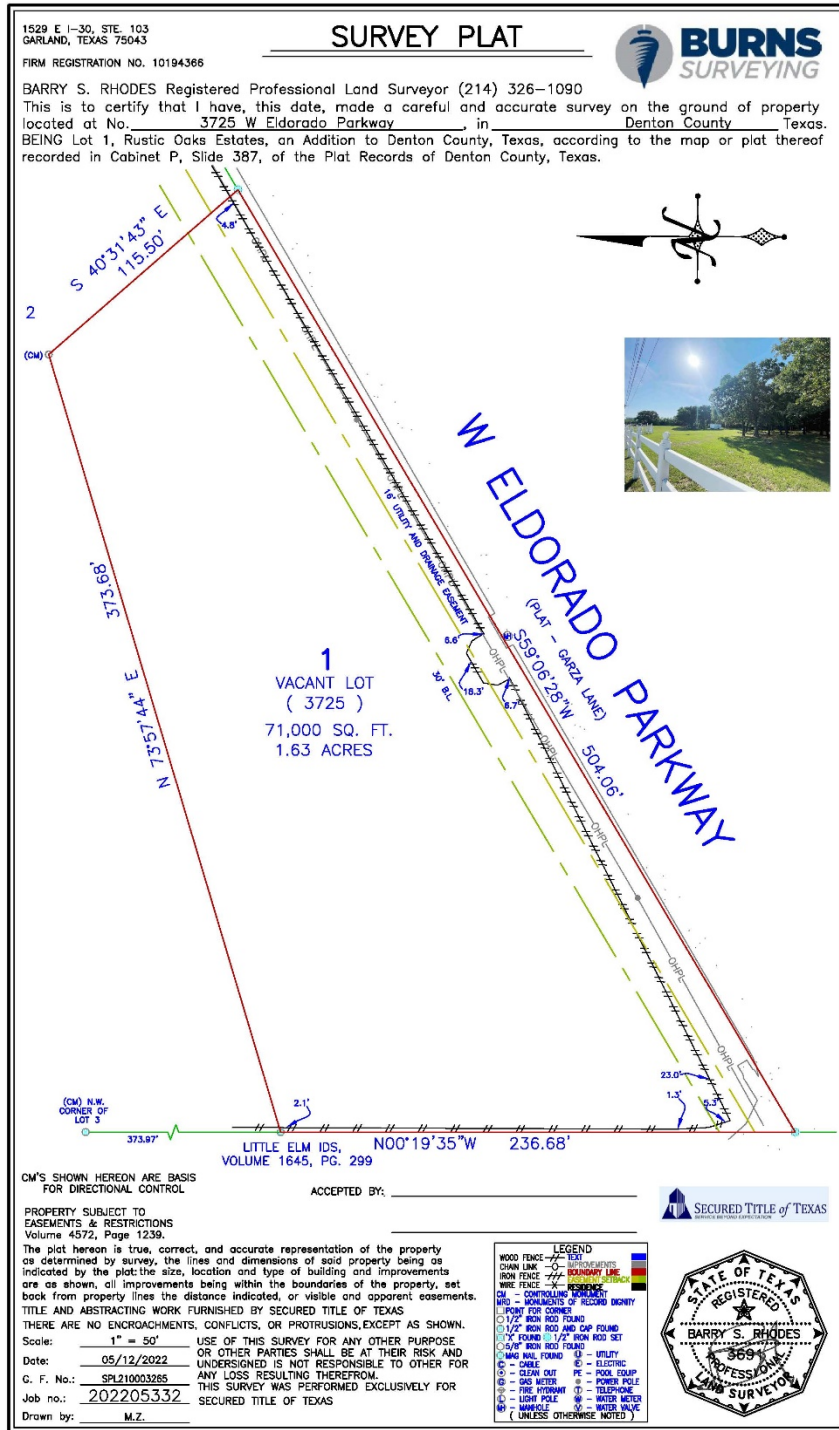 1529 E I-30, STE. 103
GARLAND, TEXAS 75043
FIRM REGISTRATION NO. 10194366
SURVEY PLAT
BURNS
SURVEYING
BARRY S. RHODES Registered Professional Land Surveyor (214) 326-1090
This is to certify that I have, this date, made a careful and accurate survey on the ground of property
located at No. 3725 W Eldorado Parkway, in Denton County Texas.
BEING Lot 1, Rustic Oaks Estates, an Addition to Denton County, Texas, according to the map or plat thereof
recorded in Cabinet P, Slide 387, of the Plat Records of Denton County, Texas.
4.8'
S 40°31'43" E
115.50'
2
(CM)
OHPL
OHPL
OHPL
16' UTILITY AND DRAINAGE EASEMENT
W ELDORADO PARKWAY
(PLAT - GARZA LANE)
S59°06'28"W 504.06'
373.68'
N 73°57'44" E
6.6'
MH
OHPL
18.3'
6.7'
30' B.L.
1
VACANT LOT
( 3725 )
71,000 SQ. FT.
1.63 ACRES
OHPL
OHPL
OHPL
OHPL
23.0'
1.3'
5.3'
2.1'
(CM) N.W.
CORNER OF
LOT 3
373.97'
LITTLE ELM IDS,
VOLUME 1645, PG. 299
N00°19'35"W 236.68'
CM'S SHOWN HEREON ARE BASIS
FOR DIRECTIONAL CONTROL
ACCEPTED BY:
SECURED TITLE of TEXAS
SERVICE BEYOND EXPECTATION
PROPERTY SUBJECT TO
EASEMENTS & RESTRICTIONS
Volume 4572, Page 1239.
The plat hereon is true, correct, and accurate representation of the property
as determined by survey, the lines and dimensions of said property being as
indicated by the plat: the size, location and type of building and improvements
are as shown, all improvements being within the boundaries of the property, set
back from property lines the distance indicated, or visible and apparent easements.
TITLE AND ABSTRACTING WORK FURNISHED BY SECURED TITLE OF TEXAS
THERE ARE NO ENCROACHMENTS, CONFLICTS, OR PROTRUSIONS, EXCEPT AS SHOWN.
Scale: 1" = 50'
Date: 05/12/2022
G. F. No.: SPL210003265
Job no.: 202205332
Drawn by: M.Z.
USE OF THIS SURVEY FOR ANY OTHER PURPOSE
OR OTHER PARTIES SHALL BE AT THEIR RISK AND
UNDERSIGNED IS NOT RESPONSIBLE TO OTHER FOR
ANY LOSS RESULTING THEREFROM.
THIS SURVEY WAS PERFORMED EXCLUSIVELY FOR
SECURED TITLE OF TEXAS
LEGEND
WOOD FENCE TEXT
CHAIN LINK IMPROVEMENTS
IRON FENCE BOUNDARY LINE
EASEMENT/SETBACK
WIRE FENCE RESIDENCE
CM - CONTROLLING MONUMENT
MRD - MONUMENTS OF RECORD DIGNITY
POINT FOR CORNER
1/2" IRON ROD FOUND
1/2" IRON ROD AND CAP FOUND
"X" FOUND 1/2" IRON ROD SET
5/8" IRON ROD FOUND
MAG NAIL FOUND U - UTILITY
C - CABLE E - ELECTRIC
CLEAN OUT PE - POOL EQUIP
G - GAS METER POWER POLE
FIRE HYDRANT T - TELEPHONE
L - LIGHT POLE W - WATER METER
MH - MANHOLE V - WATER VALVE
( UNLESS OTHERWISE NOTED )
STATE OF TEXAS
REGISTERED
BARRY S. RHODES
3691
PROFESSIONAL
LAND SURVEYOR